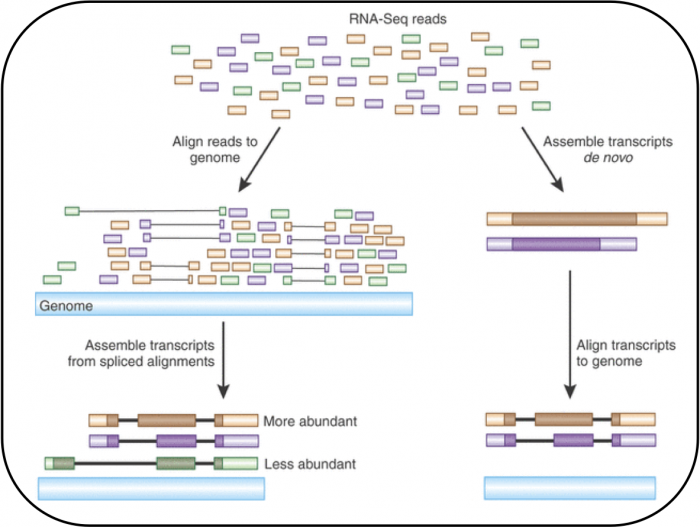 RNA-Seq reads
Align reads to
genome
Assemble transcripts
de novo
Genome
Assemble transcripts
from spliced alignments
Align transcripts
to genome
More abundant
Less abundant